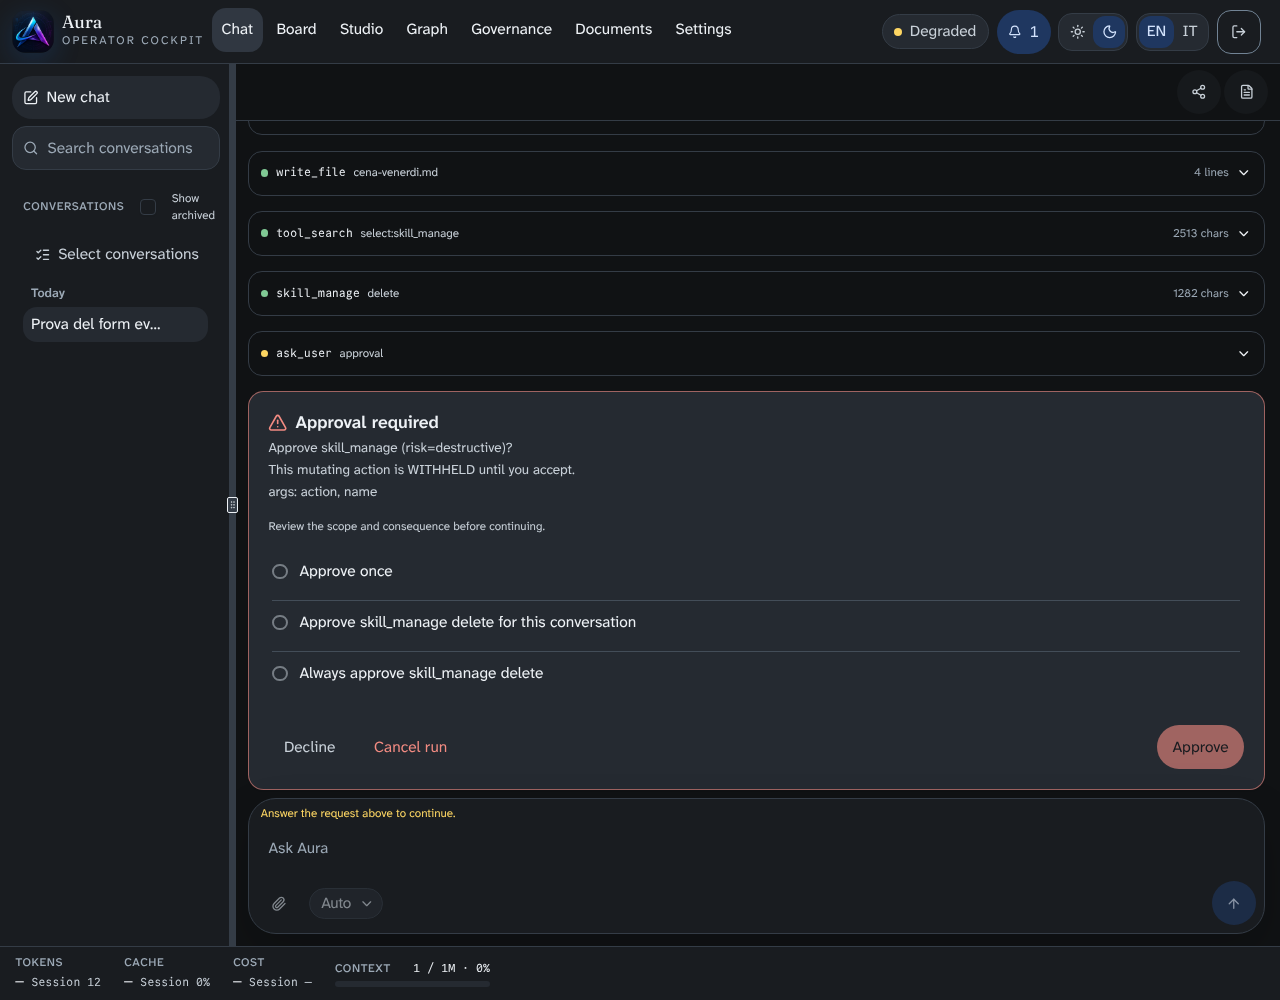 Aura
OPERATOR COCKPIT
Chat
Board
Studio
Graph
Governance
Documents
Settings
Degraded
1
EN
IT
New chat
Search conversations
CONVERSATIONS
Show archived
Select conversations
Today
Prova del form ev...
write_file cena-venerdi.md
4 lines
tool_search select:skill_manage
2513 chars
skill_manage delete
1282 chars
ask_user approval
Approval required
Approve skill_manage (risk=destructive)?
This mutating action is WITHHELD until you accept.
args: action, name
Review the scope and consequence before continuing.
Approve once
Approve skill_manage delete for this conversation
Always approve skill_manage delete
Decline
Cancel run
Approve
Answer the request above to continue.
Ask Aura
Auto
TOKENS
— Session 12
CACHE
— Session 0%
COST
— Session —
CONTEXT
1 / 1M · 0%